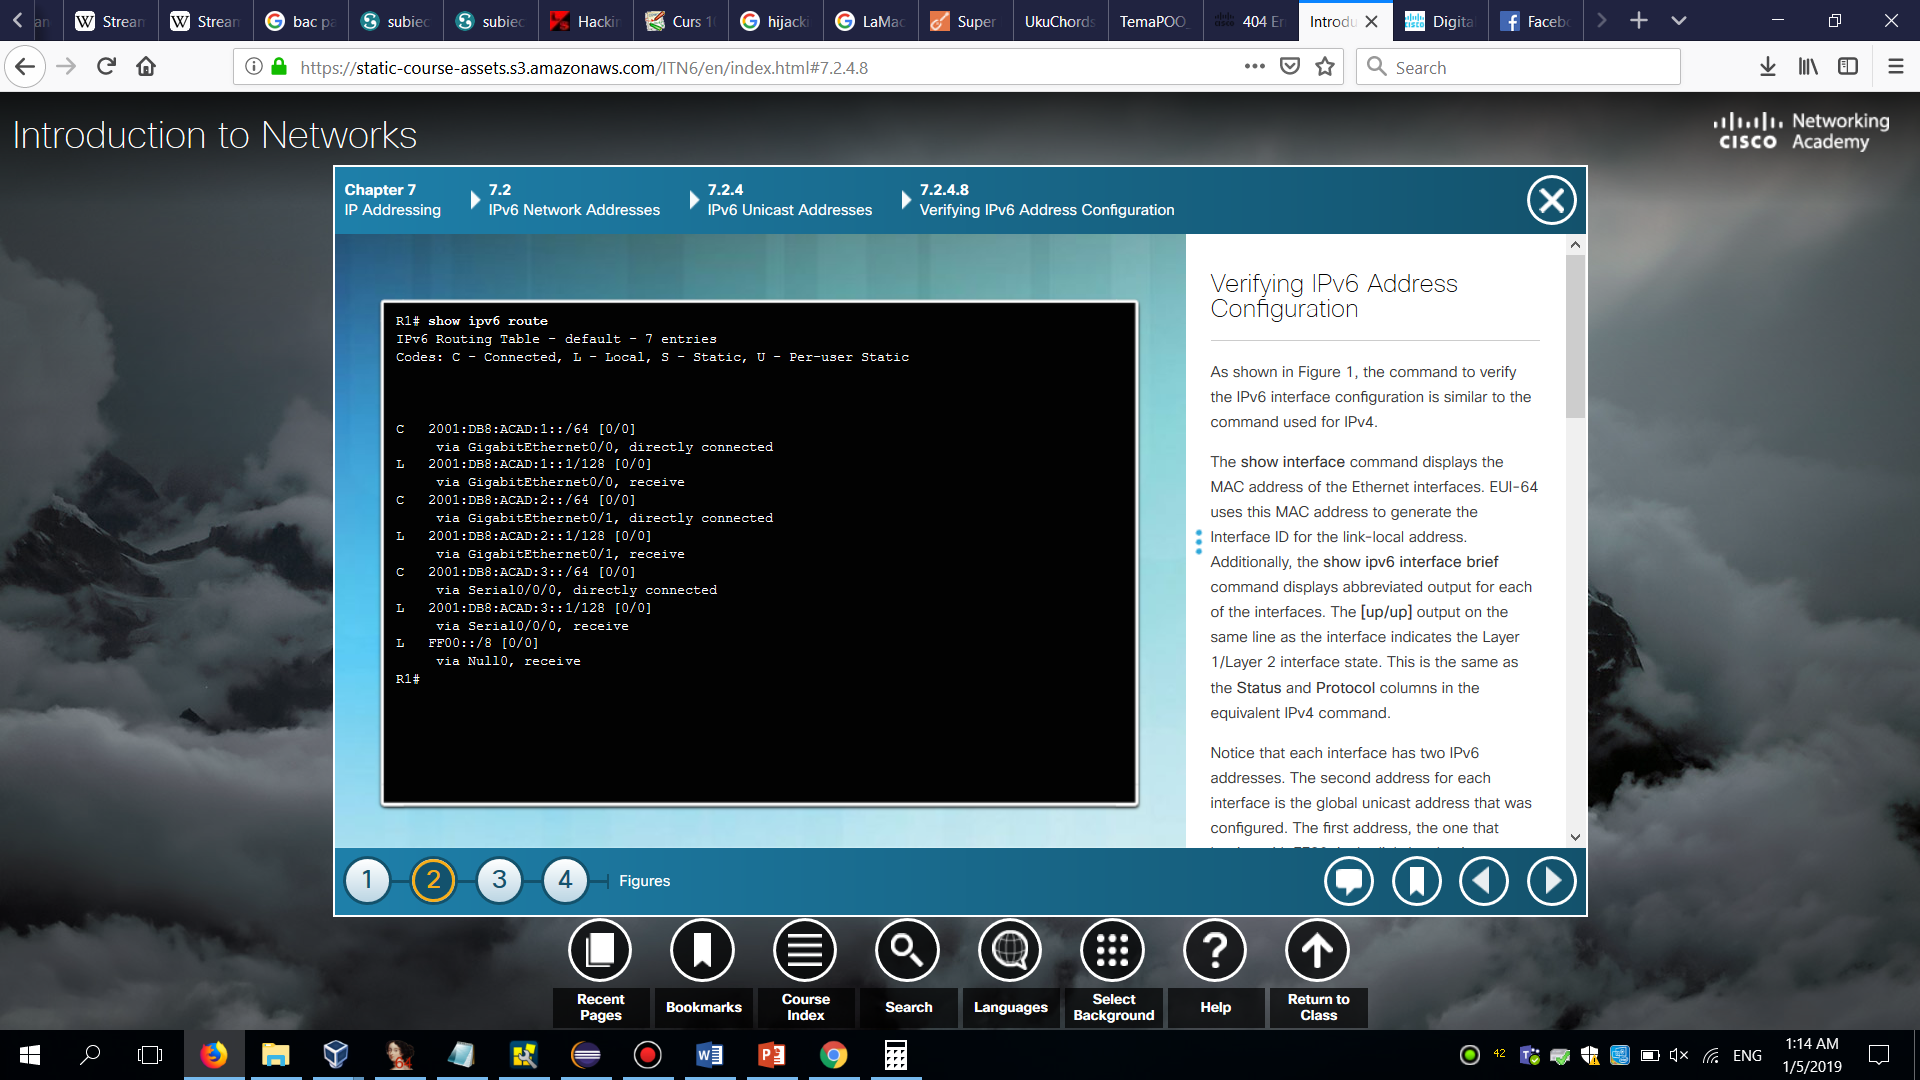 Stream
Stream
bac pa
subiec
subiec
Hackin
Curs 1
hijacki
LaMac
Super
UkuChords
TemaPOO_
404 Er
Introdu
Digita
Facebo
https://static-course-assets.s3.amazonaws.com/ITN6/en/index.html#7.2.4.8
Search
Introduction to Networks
Networking
CISCO Academy
Chapter 7
IP Addressing
7.2
IPv6 Network Addresses
7.2.4
IPv6 Unicast Addresses
7.2.4.8
Verifying IPv6 Address Configuration
R1# show ipv6 route
IPv6 Routing Table - default - 7 entries
Codes: C - Connected, L - Local, S - Static, U - Per-user Static
C 2001:DB8:ACAD:1::/64 [0/0]
via GigabitEthernet0/0, directly connected
L 2001:DB8:ACAD:1::1/128 [0/0]
via GigabitEthernet0/0, receive
C 2001:DB8:ACAD:2::/64 [0/0]
via GigabitEthernet0/1, directly connected
L 2001:DB8:ACAD:2::1/128 [0/0]
via GigabitEthernet0/1, receive
C 2001:DB8:ACAD:3::/64 [0/0]
via Serial0/0/0, directly connected
L 2001:DB8:ACAD:3::1/128 [0/0]
via Serial0/0/0, receive
L FF00::/8 [0/0]
via Null0, receive
R1#
Verifying IPv6 Address
Configuration
As shown in Figure 1, the command to verify
the IPv6 interface configuration is similar to the
command used for IPv4.
The show interface command displays the
MAC address of the Ethernet interfaces. EUI-64
uses this MAC address to generate the
Interface ID for the link-local address.
Additionally, the show ipv6 interface brief
command displays abbreviated output for each
of the interfaces. The [up/up] output on the
same line as the interface indicates the Layer
1/Layer 2 interface state. This is the same as
the Status and Protocol columns in the
equivalent IPv4 command.
Notice that each interface has two IPv6
addresses. The second address for each
interface is the global unicast address that was
configured. The first address, the one that
1 2 3 4 Figures
Recent
Pages
Bookmarks
Course
Index
Search
Languages
Select
Background
Help
Return to
Class
42
ENG
1:14 AM
1/5/2019